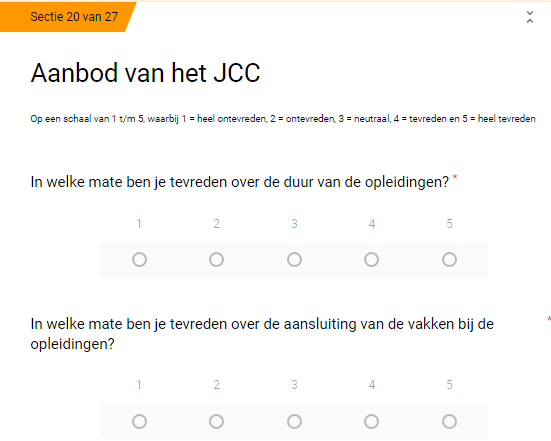 Sectie 20 van 27
Aanbod van het JCC
Op een schaal van 1 t/m 5, waarbij 1 = heel ontevreden, 2 = ontevreden, 3 = neutraal, 4 = tevreden en 5 = heel tevreden
In welke mate ben je tevreden over de duur van de opleidingen? *
1 2 3 4 5
In welke mate ben je tevreden over de aansluiting van de vakken bij de *
opleidingen?
1 2 3 4 5